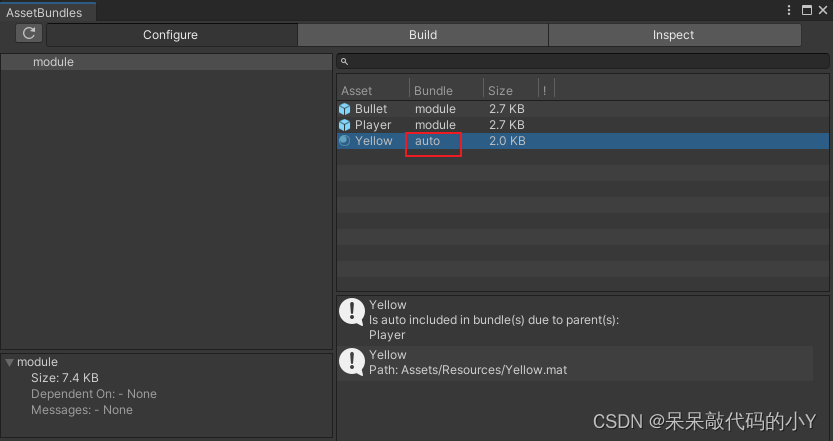 AssetBundles
Configure
Build
Inspect
module
Asset Bundle Size !
Bullet module 2.7 KB
Player module 2.7 KB
Yellow auto 2.0 KB
Yellow
Is auto included in bundle(s) due to parent(s):
Player
Yellow
Path: Assets/Resources/Yellow.mat
module
Size: 7.4 KB
Dependent On: - None
Messages: - None
CSDN @呆呆敲代码的小Y